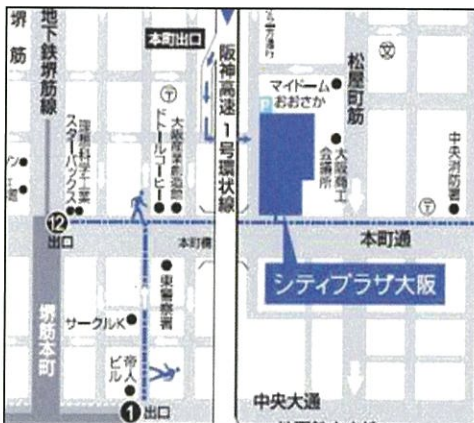 堺筋
地下鉄堺筋線
本町出口
阪神高速1号環状線
松屋町筋
マイドーム
おおさか
P
大阪商工
会議所
中央消防署
スターバックス
ドトールコーヒー
大阪産業創造館
12
出口
本町橋
本町通
シティプラザ大阪
堺筋本町
東警察署
サークルK
帝人
ビル
1
出口
中央大通